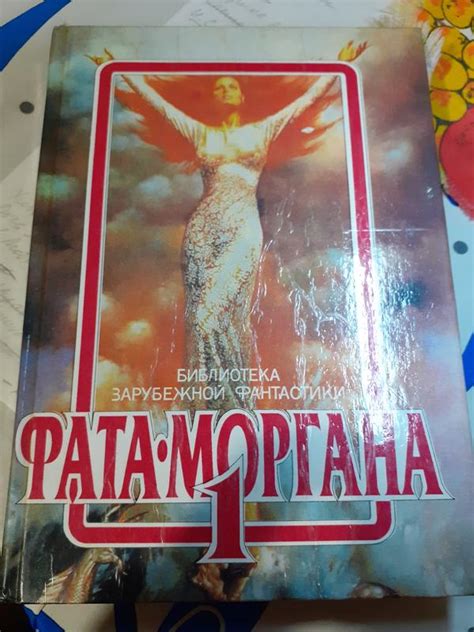 БИБЛИОТЕКА
ЗАРУБЕЖНОЙ ФАНТАСТИКИ
ФАТА•МОРГАНА
1